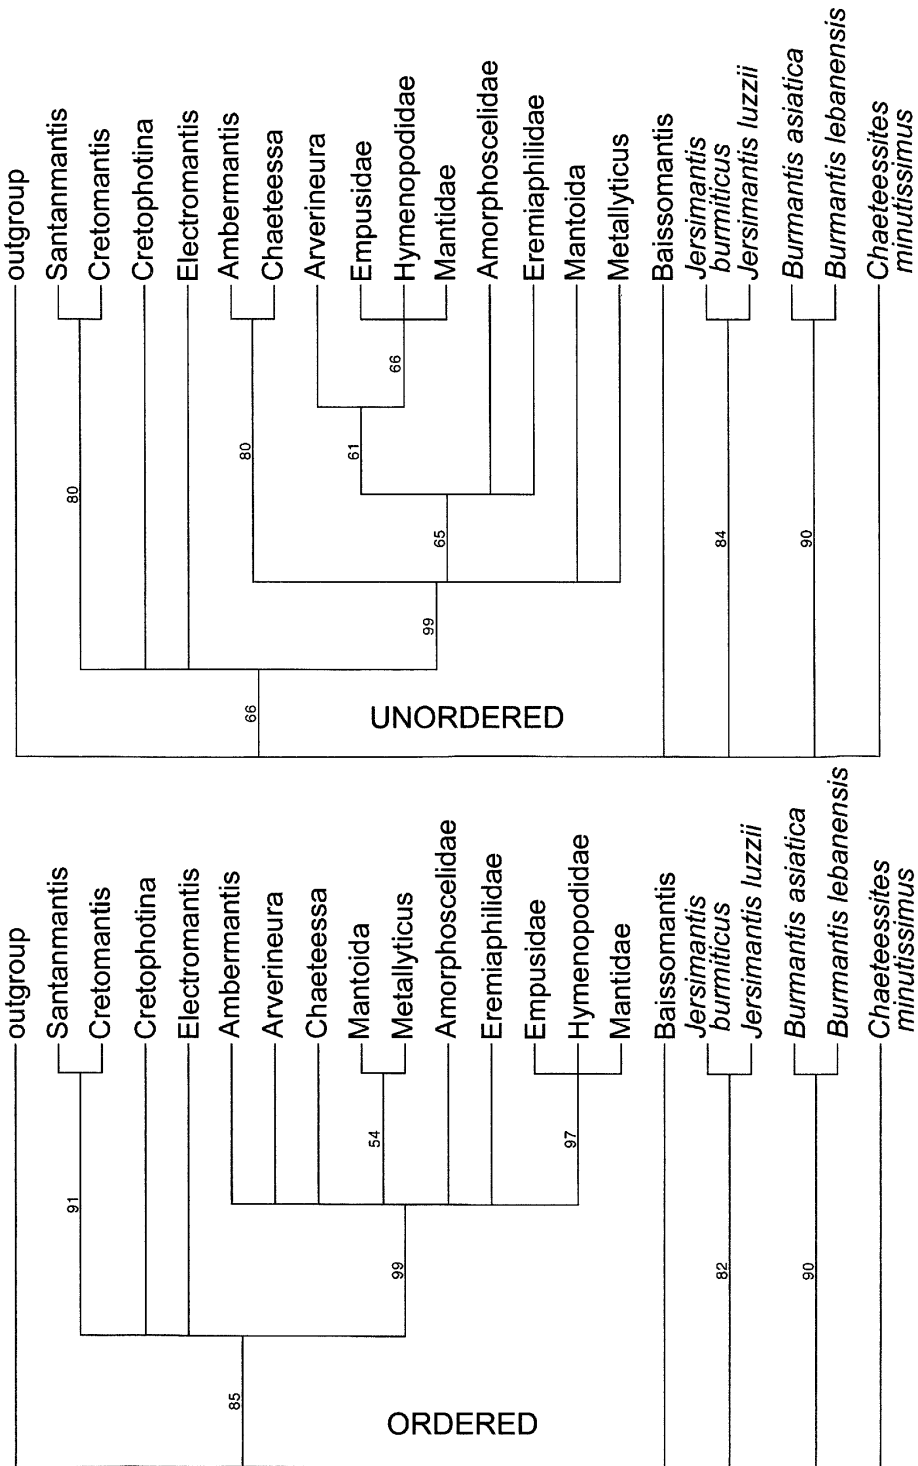 outgroup
Santanmantis
Cretomantis
Cretophotina
Electromantis
Ambermantis
Chaeteessa
Arverineura
Empusidae
Hymenopodidae
Mantidae
Amorphoscelidae
Eremiaphilidae
Mantoida
Metallyticus
Baissomantis
Jersimantis
burmiticus
Jersimantis luzzii
Burmantis asiatica
Burmantis lebanensis
Chaeteessites
minutissimus
80
80
66
61
65
84
90
99
66
UNORDERED
outgroup
Santanmantis
Cretomantis
Cretophotina
Electromantis
Ambermantis
Arverineura
Chaeteessa
Mantoida
Metallyticus
Amorphoscelidae
Eremiaphilidae
Empusidae
Hymenopodidae
Mantidae
Baissomantis
Jersimantis
burmiticus
Jersimantis luzzii
Burmantis asiatica
Burmantis lebanensis
Chaeteessites
minutissimus
91
54
97
99
82
90
85
ORDERED